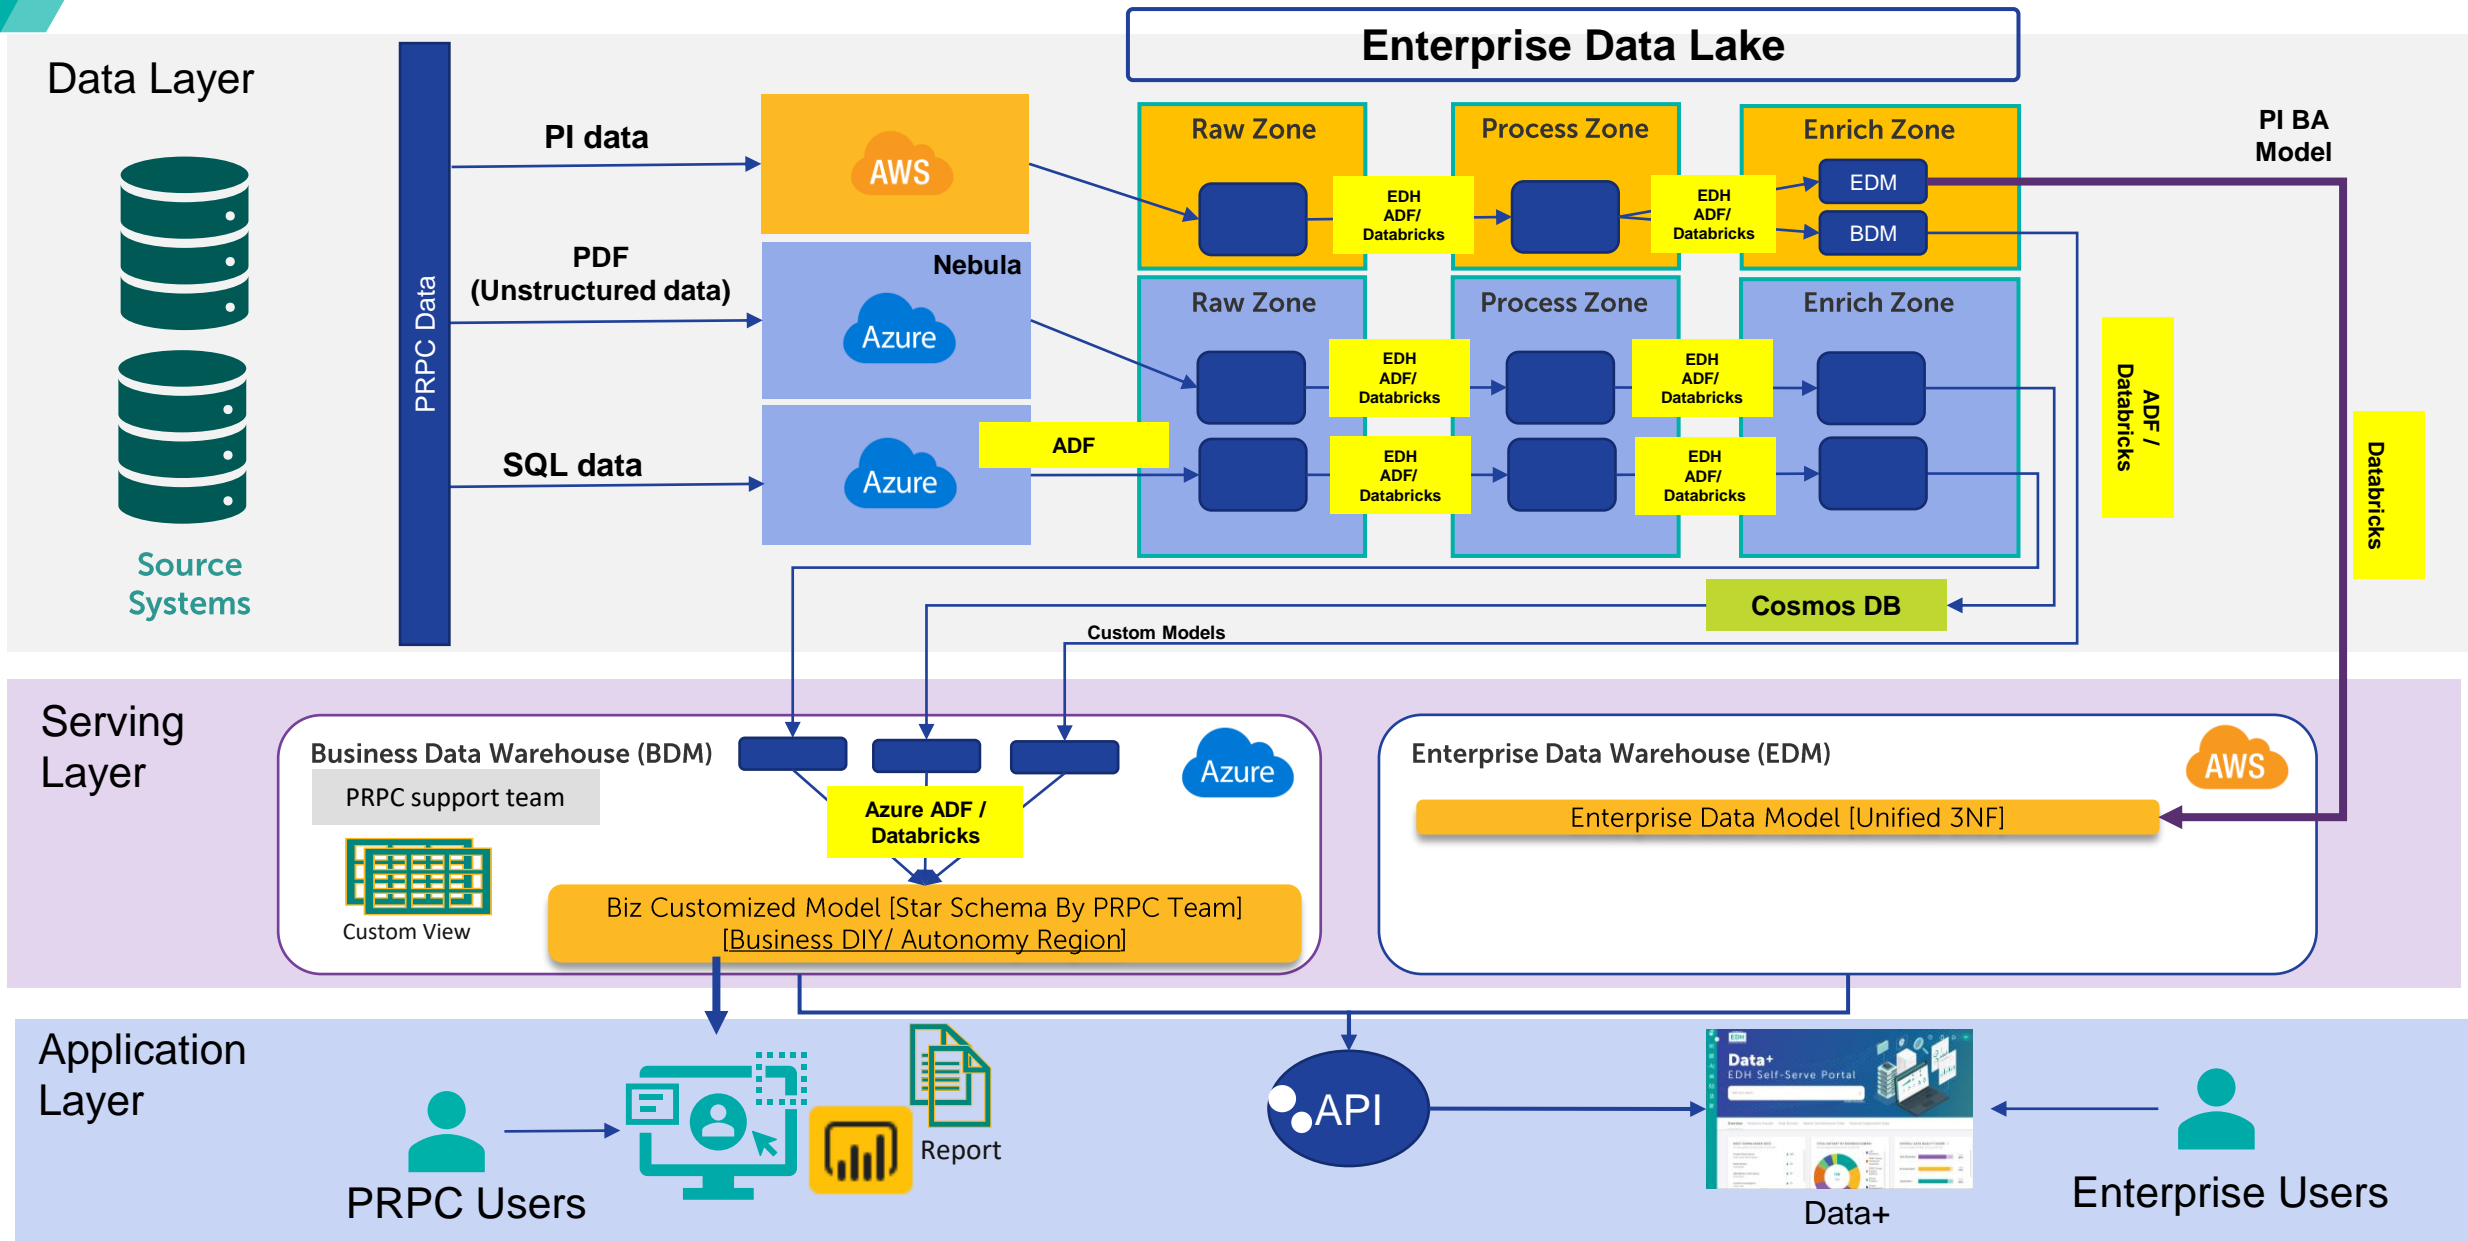 Enterprise Data Lake
Data Layer
Source
Systems
PRPC Data
PI data
PDF
(Unstructured data)
SQL data
AWS
Nebula
Azure
Azure
ADF
Raw Zone
Process Zone
Enrich Zone
EDH
ADF/
Databricks
EDH
ADF/
Databricks
EDM
BDM
Raw Zone
Process Zone
Enrich Zone
EDH
ADF/
Databricks
EDH
ADF/
Databricks
EDH
ADF/
Databricks
EDH
ADF/
Databricks
PI BA
Model
ADF /
Databricks
Databricks
Cosmos DB
Custom Models
Serving
Layer
Business Data Warehouse (BDM)
PRPC support team
Custom View
Azure
Azure ADF /
Databricks
Biz Customized Model [Star Schema By PRPC Team]
[Business DIY/ Autonomy Region]
Enterprise Data Warehouse (EDM)
AWS
Enterprise Data Model [Unified 3NF]
Application
Layer
PRPC Users
Report
API
EDH
Data+
EDH Self-Serve Portal
Data+
Enterprise Users